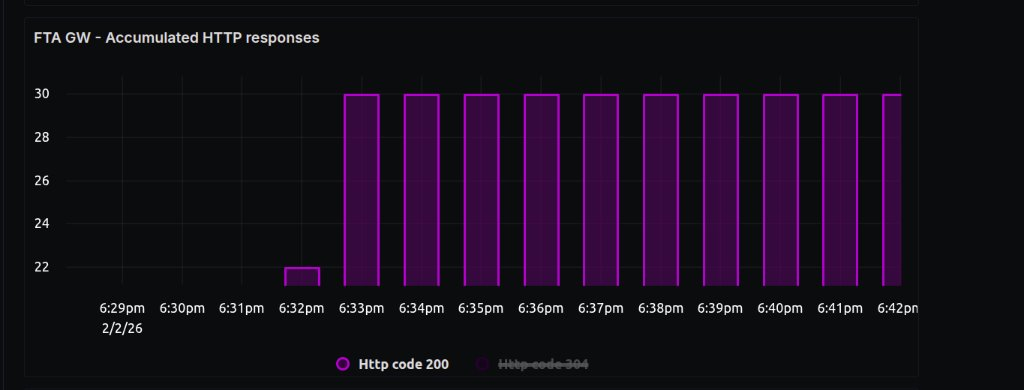 FTA GW - Accumulated HTTP responses
30
28
26
24
22
6:29pm 6:30pm 6:31pm 6:32pm 6:33pm 6:34pm 6:35pm 6:36pm 6:37pm 6:38pm 6:39pm 6:40pm 6:41pm 6:42pm
2/2/26
Http code 200 Http code 304